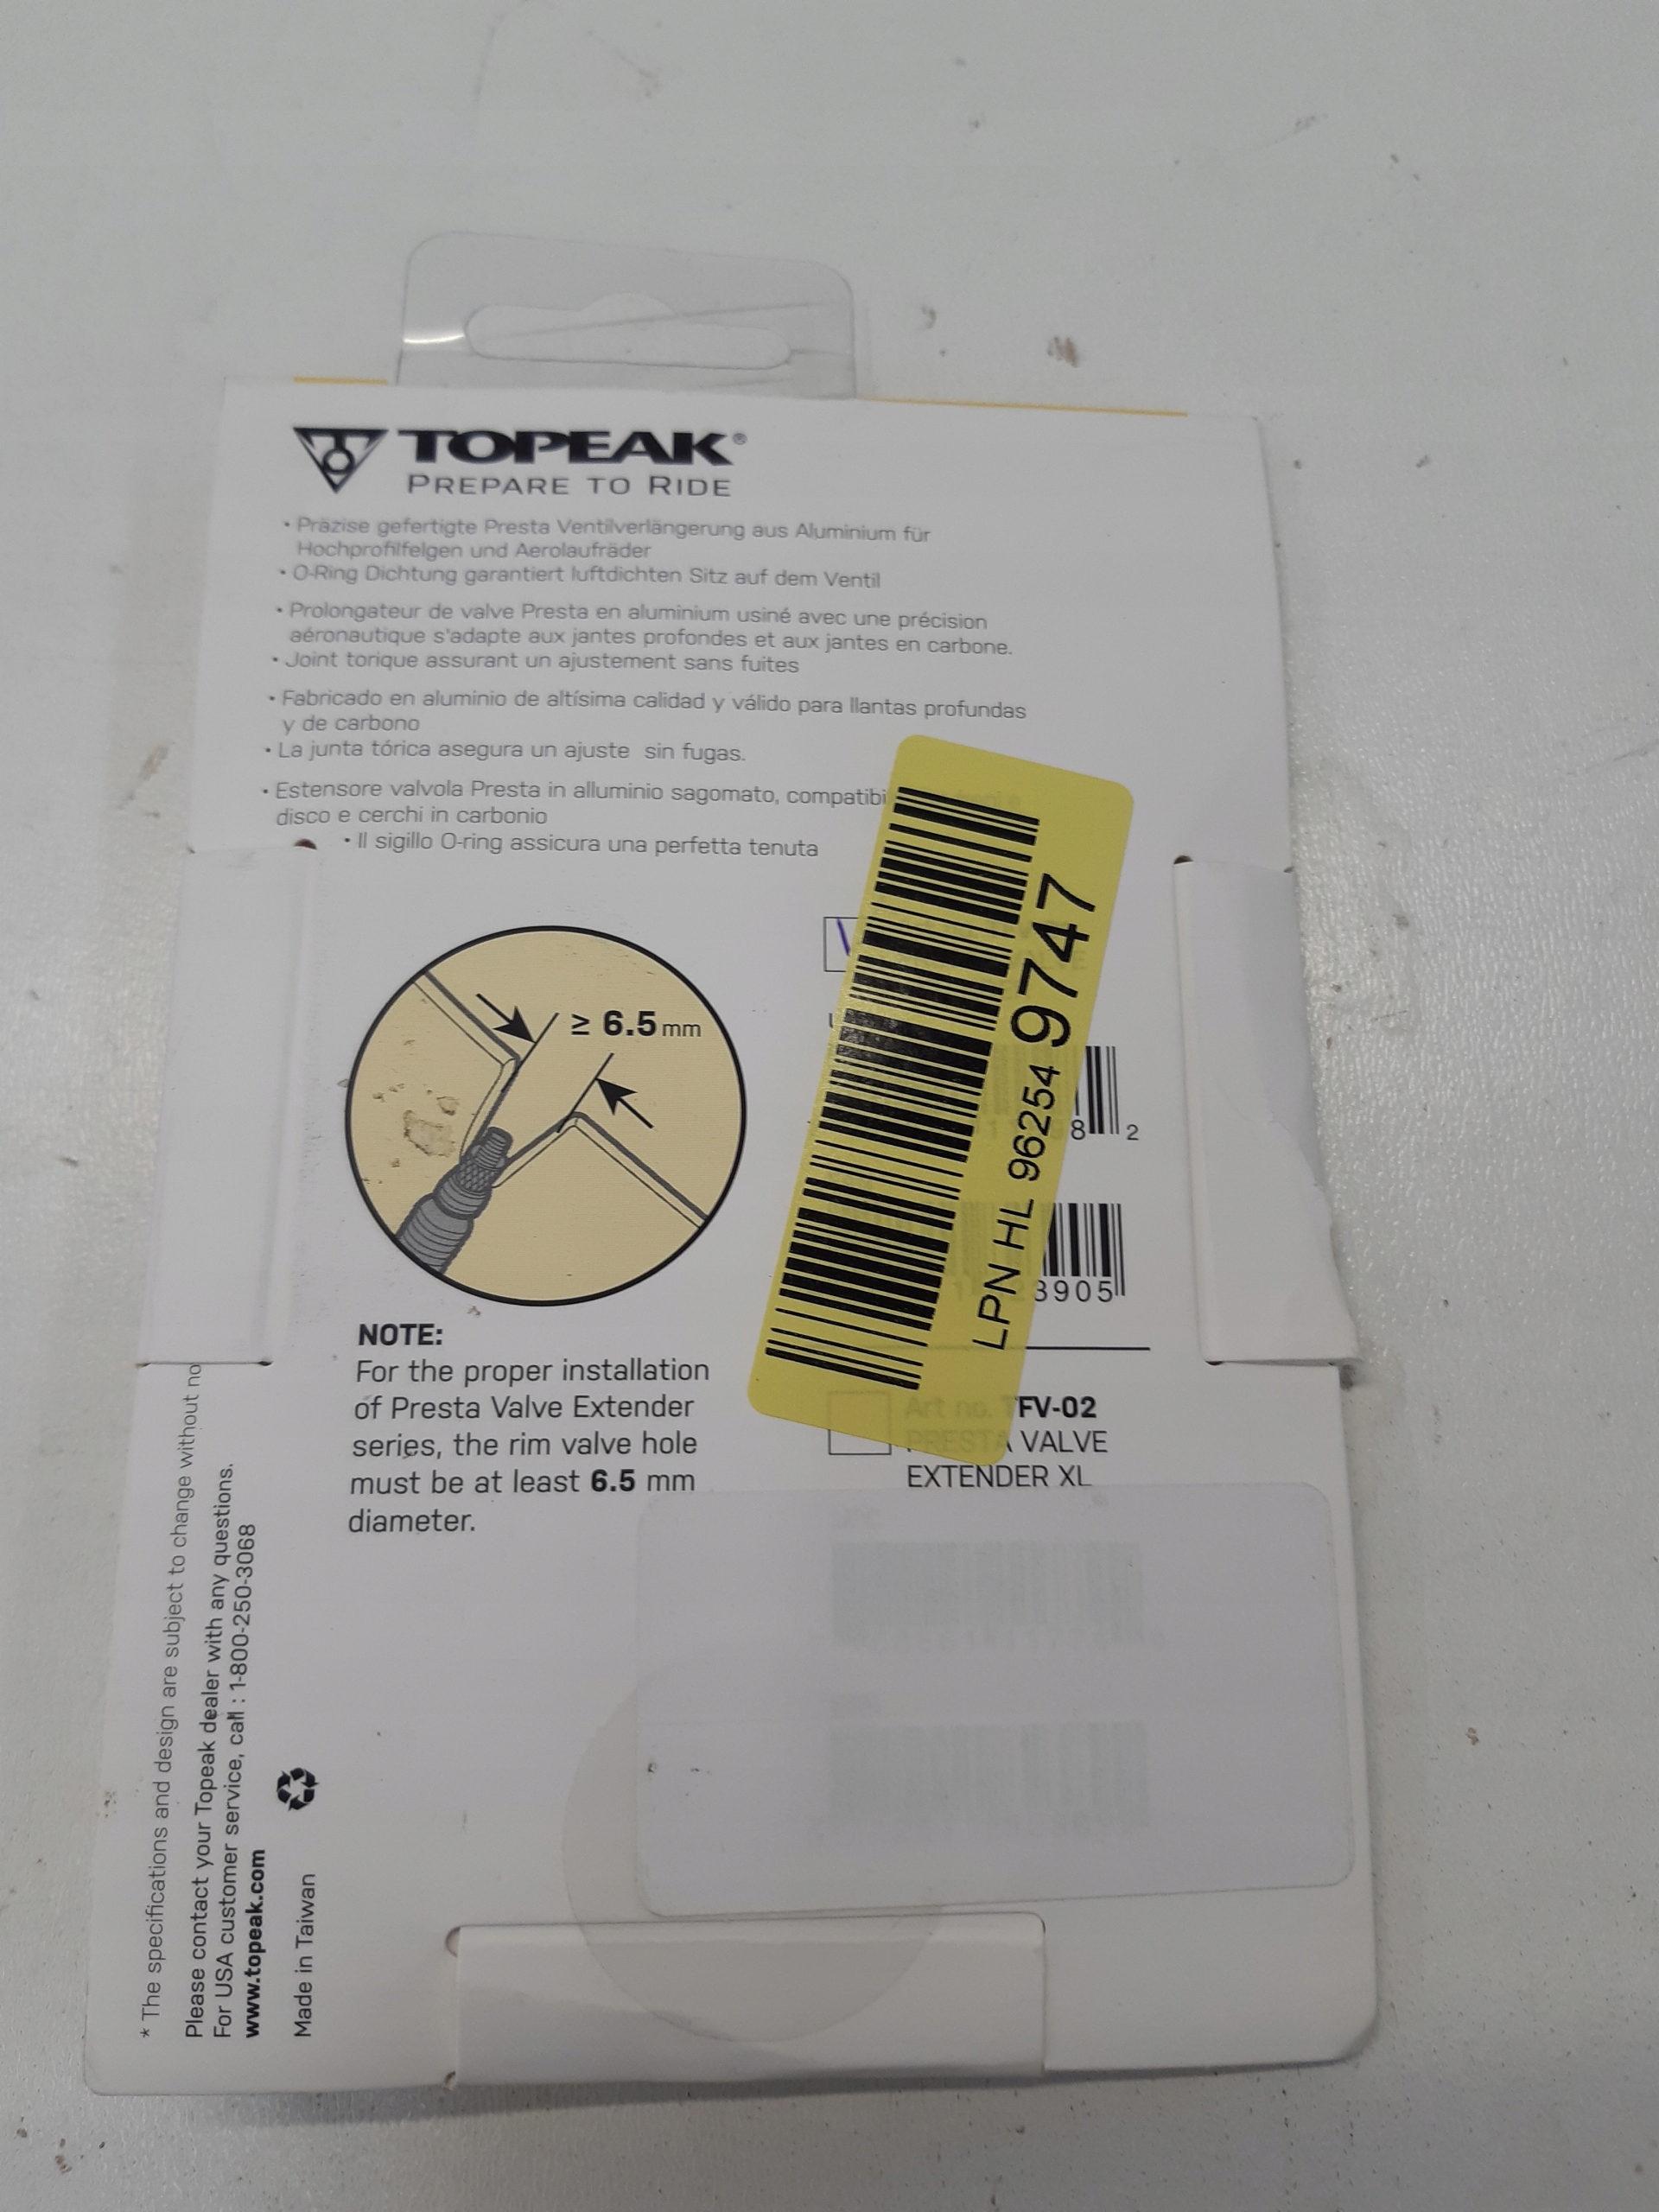 TOPEAK®
PREPARE TO RIDE
• Präzise gefertigte Presta Ventilverlängerung aus Aluminium für
Hochprofilfelgen und Aerolaufräder
• O-Ring Dichtung garantiert luftdichten Sitz auf dem Ventil
• Prolongateur de valve Presta en aluminium usiné avec une précision
aéronautique s'adapte aux jantes profondes et aux jantes en carbone.
• Joint torique assurant un ajustement sans fuites
• Fabricado en aluminio de altísima calidad y válido para llantas profundas
y de carbono
• La junta tórica asegura un ajuste sin fugas.
• Estensore valvola Presta in alluminio sagomato, compatibi
disco e cerchi in carbonio
• Il sigillo O-ring assicura una perfetta tenuta
≥ 6.5 mm
NOTE:
For the proper installation
of Presta Valve Extender
series, the rim valve hole
must be at least 6.5 mm
diameter.
LPN HL 96254 9747
8 2
3905
Art no. TFV-02
PRESTA VALVE
EXTENDER XL
* The specifications and design are subject to change without no
Please contact your Topeak dealer with any questions.
For USA customer service, call : 1-800-250-3068
www.topeak.com
Made in Taiwan